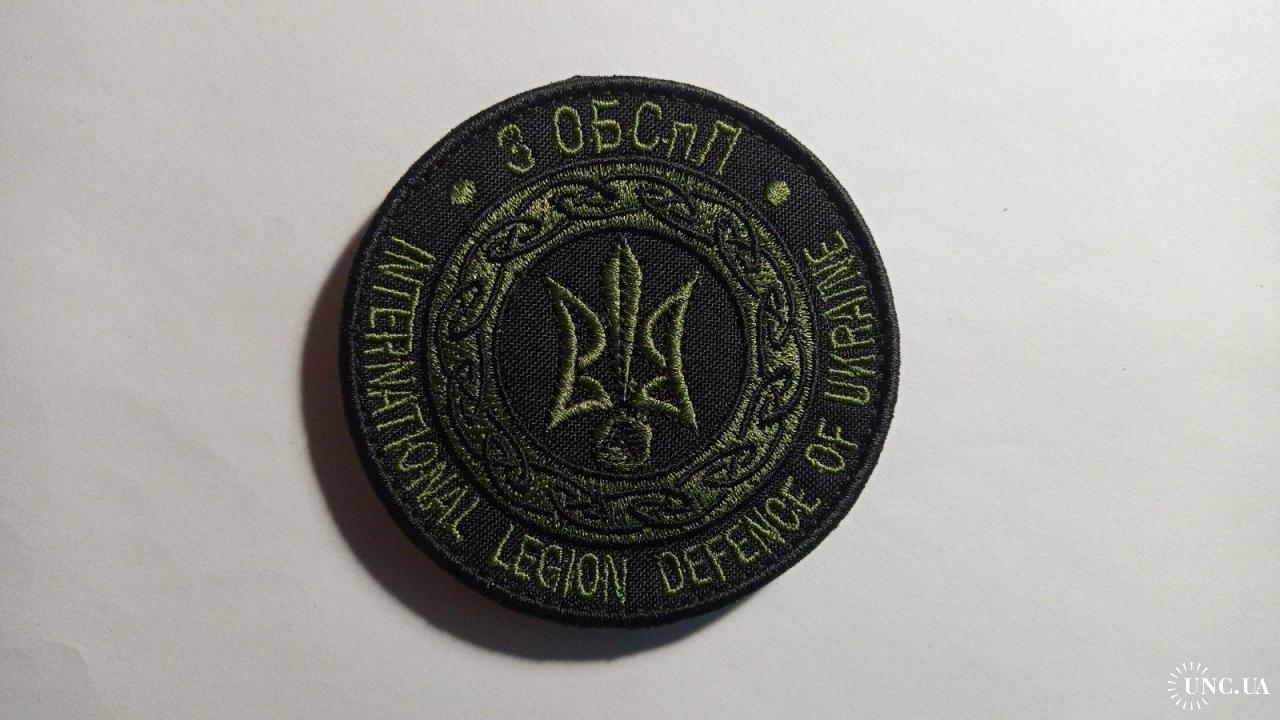 3 ОБСпП
INTERNATIONAL LEGION DEFENCE OF UKRAINE
UNC.UA